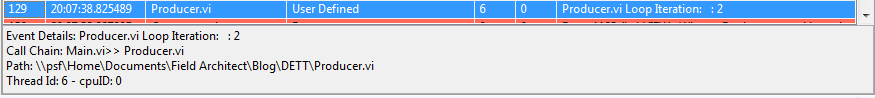 129 20:07:38.825489 Producer.vi User Defined 6 0 Producer.vi Loop Iteration: : 2
Event Details: Producer.vi Loop Iteration: : 2
Call Chain: Main.vi>> Producer.vi
Path: \\psf\Home\Documents\Field Architect\Blog\DETT\Producer.vi
Thread Id: 6 - cpuID: 0